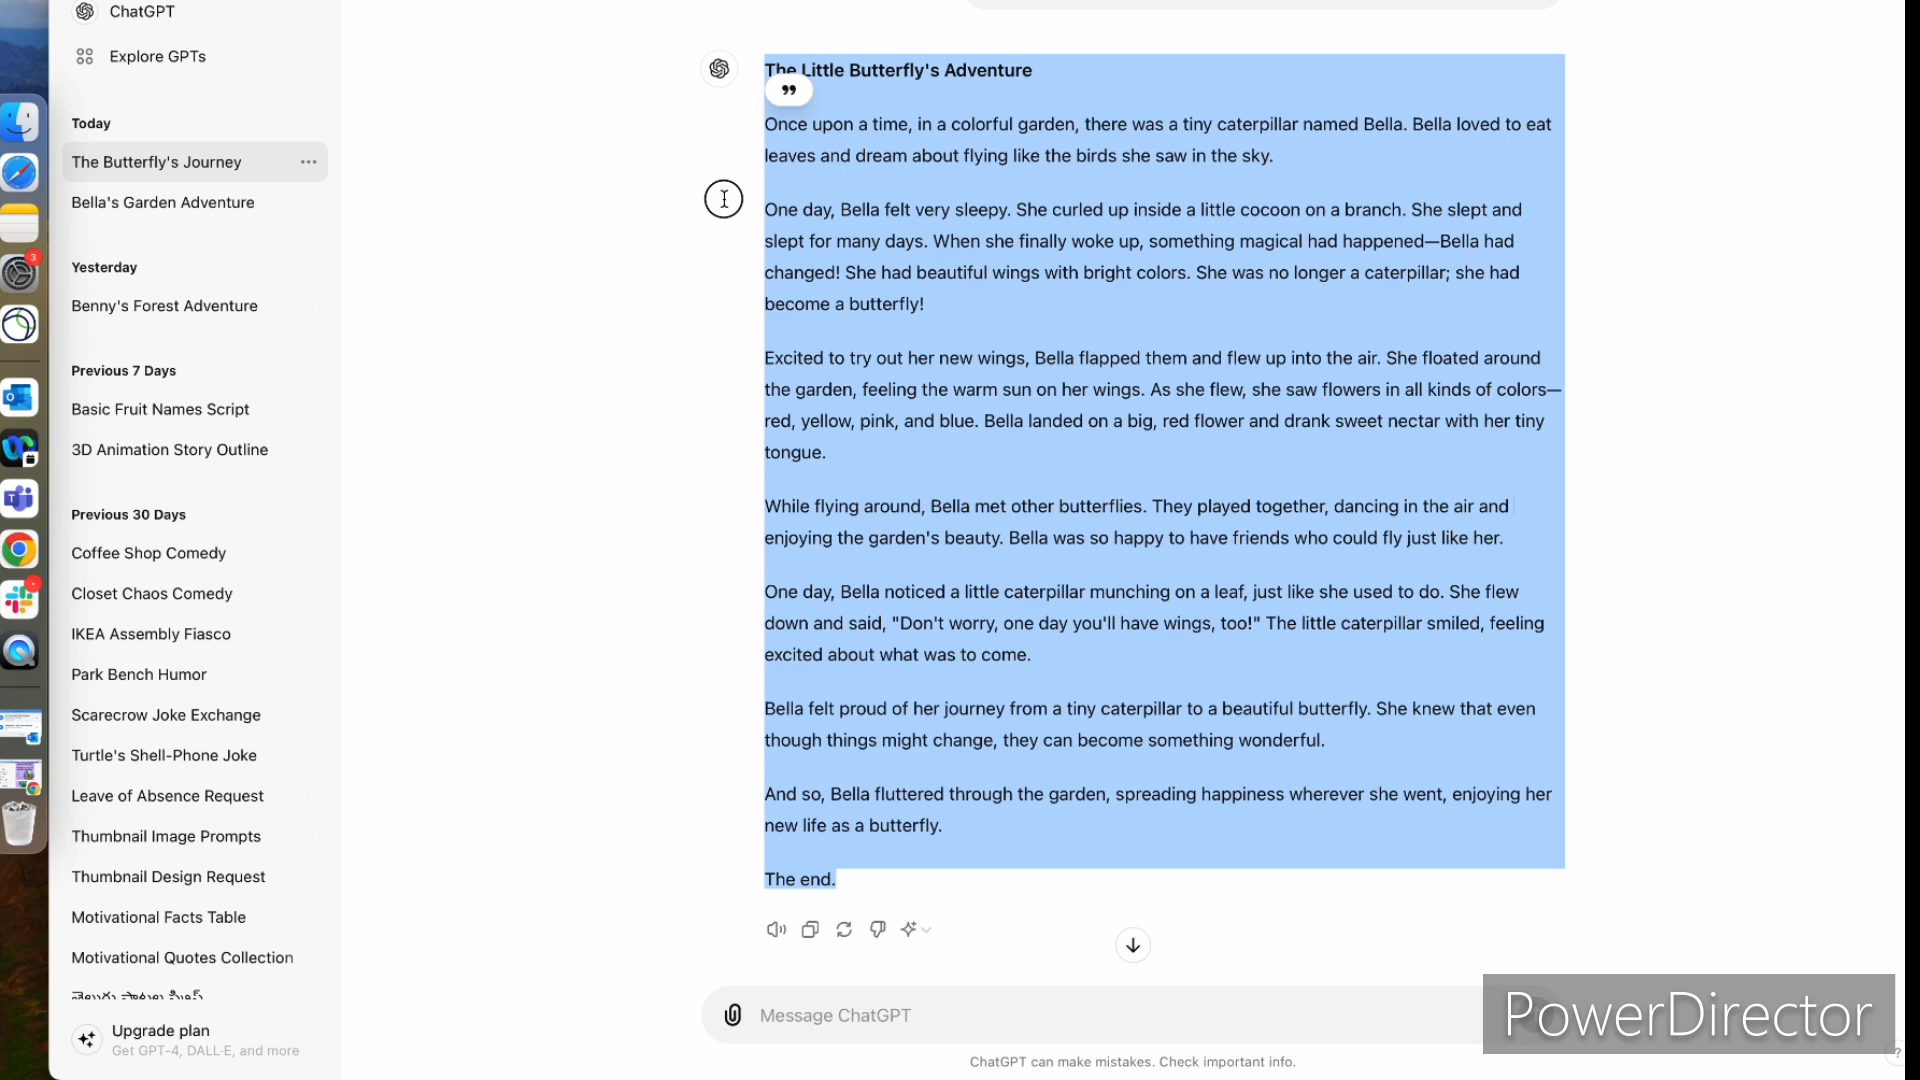 ChatGPT
Explore GPTs
Today
The Butterfly's Journey
Bella's Garden Adventure
Yesterday
Benny's Forest Adventure
Previous 7 Days
Basic Fruit Names Script
3D Animation Story Outline
Previous 30 Days
Coffee Shop Comedy
Closet Chaos Comedy
IKEA Assembly Fiasco
Park Bench Humor
Scarecrow Joke Exchange
Turtle's Shell-Phone Joke
Leave of Absence Request
Thumbnail Image Prompts
Thumbnail Design Request
Motivational Facts Table
Motivational Quotes Collection
Upgrade plan
Get GPT-4, DALL·E, and more
The Little Butterfly's Adventure
Once upon a time, in a colorful garden, there was a tiny caterpillar named Bella. Bella loved to eat
leaves and dream about flying like the birds she saw in the sky.
One day, Bella felt very sleepy. She curled up inside a little cocoon on a branch. She slept and
slept for many days. When she finally woke up, something magical had happened—Bella had
changed! She had beautiful wings with bright colors. She was no longer a caterpillar; she had
become a butterfly!
Excited to try out her new wings, Bella flapped them and flew up into the air. She floated around
the garden, feeling the warm sun on her wings. As she flew, she saw flowers in all kinds of colors—
red, yellow, pink, and blue. Bella landed on a big, red flower and drank sweet nectar with her tiny
tongue.
While flying around, Bella met other butterflies. They played together, dancing in the air and
enjoying the garden's beauty. Bella was so happy to have friends who could fly just like her.
One day, Bella noticed a little caterpillar munching on a leaf, just like she used to do. She flew
down and said, "Don't worry, one day you'll have wings, too!" The little caterpillar smiled, feeling
excited about what was to come.
Bella felt proud of her journey from a tiny caterpillar to a beautiful butterfly. She knew that even
though things might change, they can become something wonderful.
And so, Bella fluttered through the garden, spreading happiness wherever she went, enjoying her
new life as a butterfly.
The end.
Message ChatGPT
PowerDirector
ChatGPT can make mistakes. Check important info.
?
3